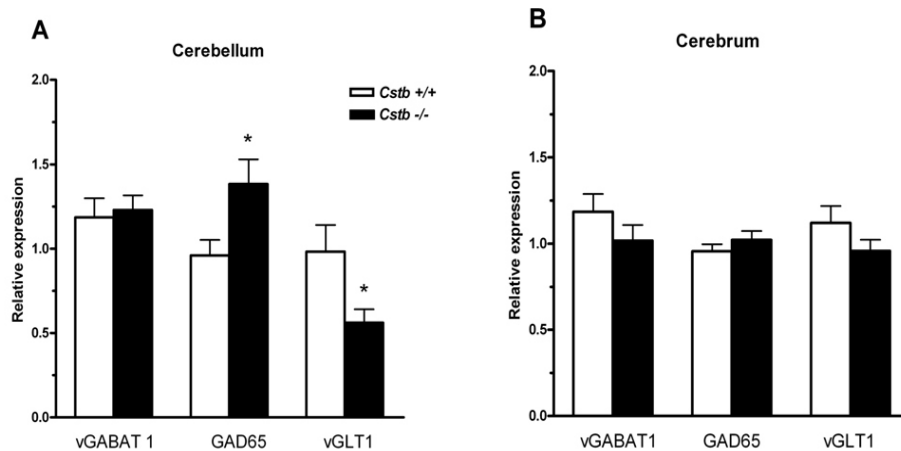 A
Cerebellum
Relative expression
2.0
1.5
1.0
0.5
0.0
Cstb +/+
Cstb -/-
*
*
vGABAT 1 GAD65 vGLT1
B
Cerebrum
Relative expression
2.0
1.5
1.0
0.5
0.0
vGABAT1 GAD65 vGLT1